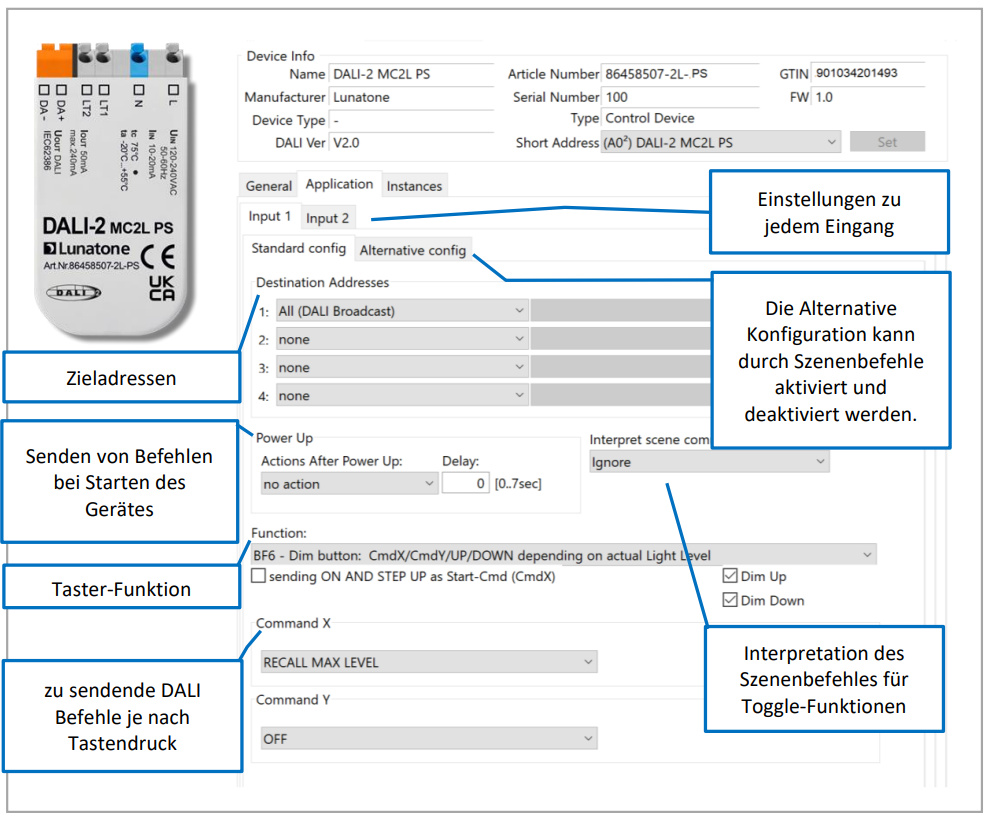 DA -
DA +
LT2
LT1
N
L
UOUT DALI
IEC62386
IOUT 50mA
max.240mA
IN 10-20mA
tc 75°C
ta -20°C...+55°C
UIN 120-240VAC
50-60Hz
DALI-2 MC2L PS
Lunatone
Art.Nr.86458507-2L-PS
CE
DALI
UK
CA
Device Info
Name DALI-2 MC2L PS Article Number 86458507-2L-.PS GTIN 901034201493
Manufacturer Lunatone Serial Number 100 FW 1.0
Device Type - Type Control Device
DALI Ver V2.0 Short Address (A0²) DALI-2 MC2L PS Set
General Application Instances
Input 1 Input 2
Standard config Alternative config
Destination Addresses
1: All (DALI Broadcast)
2: none
3: none
4: none
Power Up
Actions After Power Up: Delay:
no action 0 [0..7sec]
Interpret scene com
Ignore
Function:
BF6 - Dim button: CmdX/CmdY/UP/DOWN depending on actual Light Level
sending ON AND STEP UP as Start-Cmd (CmdX)
Dim Up
Dim Down
Command X
RECALL MAX LEVEL
Command Y
OFF
Einstellungen zu
jedem Eingang
Die Alternative
Konfiguration kann
durch Szenenbefehle
aktiviert und
deaktiviert werden.
Zieladressen
Senden von Befehlen
bei Starten des
Gerätes
Taster-Funktion
zu sendende DALI
Befehle je nach
Tastendruck
Interpretation des
Szenenbefehles für
Toggle-Funktionen